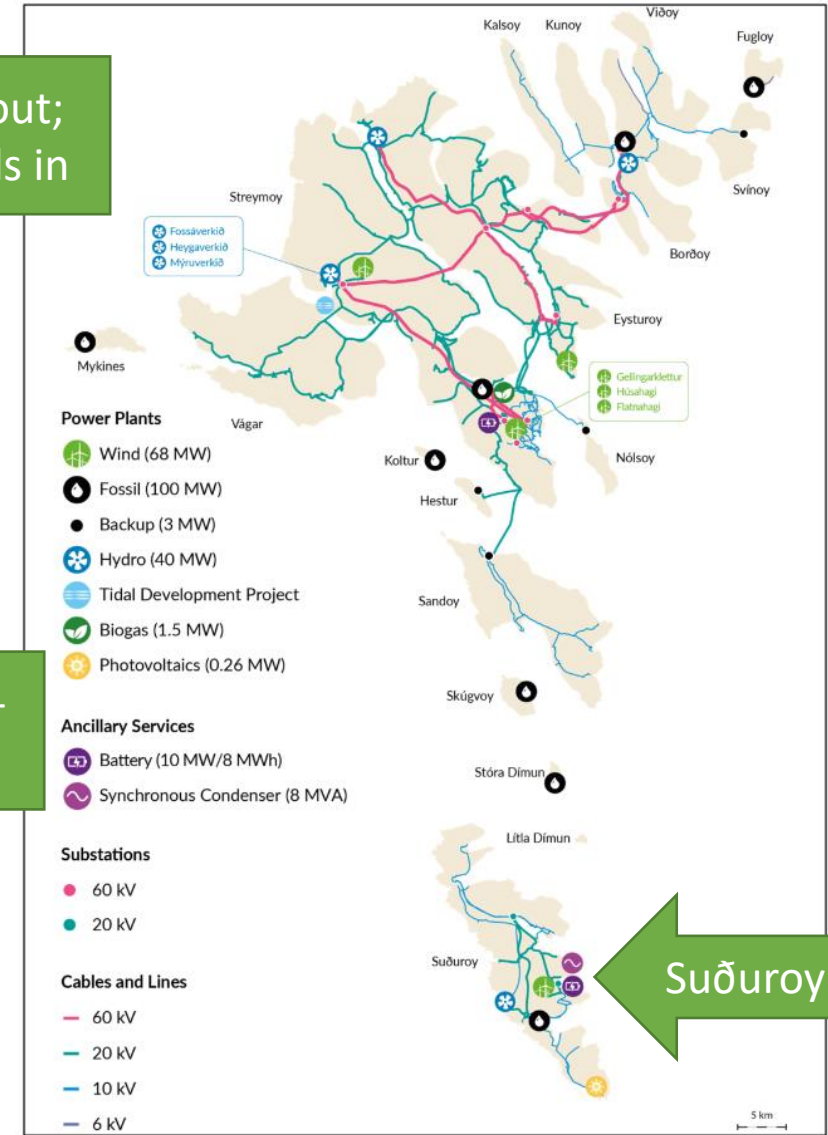 out;
ls in
Kalsoy
Kunoy
Viðoy
Fugloy
Svínoy
Borðoy
Streymoy
Fossáverkið
Heygaverkið
Mýruverkið
Eysturoy
Mykines
Vágar
Gellingarklettur
Húsahagi
Flatnahagi
Nólsoy
Koltur
Hestur
Sandoy
Skúgvoy
Stóra Dímun
Lítla Dímun
Suðuroy
Power Plants
Wind (68 MW)
Fossil (100 MW)
Backup (3 MW)
Hydro (40 MW)
Tidal Development Project
Biogas (1.5 MW)
Photovoltaics (0.26 MW)
Ancillary Services
Battery (10 MW/8 MWh)
Synchronous Condenser (8 MVA)
Substations
60 kV
20 kV
Cables and Lines
60 kV
20 kV
10 kV
6 kV
Suðuroy
5 km